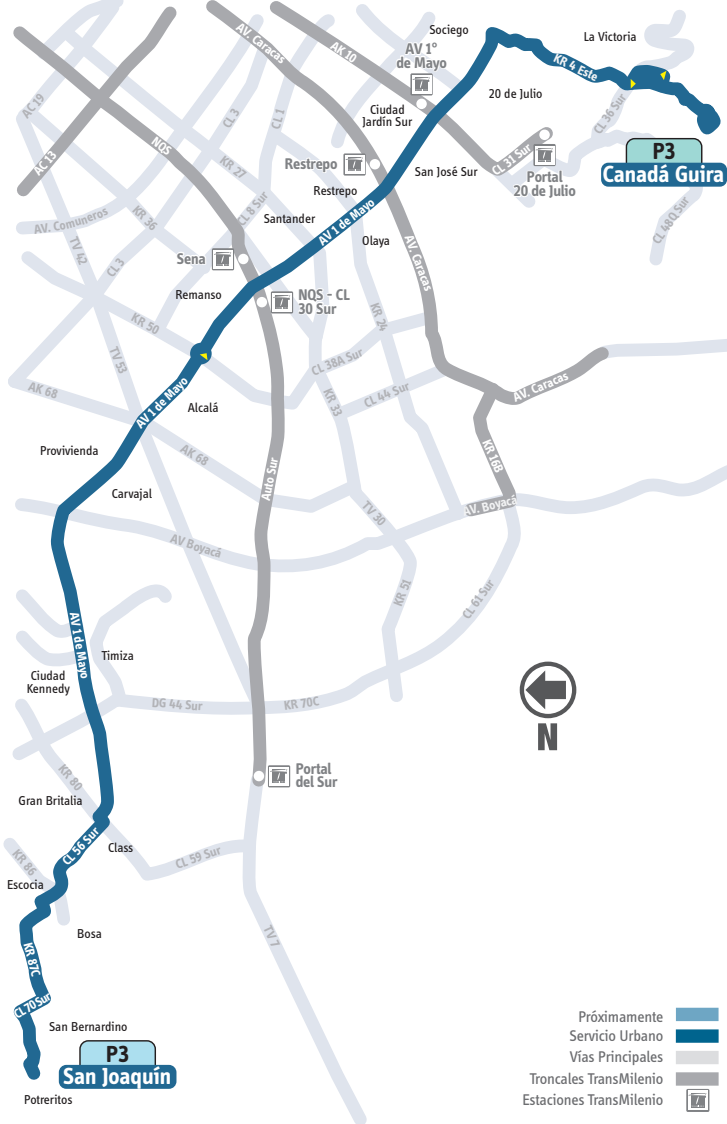 Sociego
La Victoria
AV. Caracas
AK 10
AV 1°
de Mayo
KR 4 Este
AC 19
CL 3
CL 1
20 de Julio
CL 36 Sur
Ciudad
Jardín Sur
NQS
AC 13
KR 27
Restrepo
CL 31 Sur
P3
Canadá Guira
San José Sur
Portal
20 de Julio
Restrepo
CL 8 Sur
AV. Comuneros
KR 36
Santander
AV 1 de Mayo
CL 48Q Sur
TV 42
CL 3
Sena
Olaya
AV. Caracas
Remanso
NQS - CL
30 Sur
KR 50
KR 24
TV 53
CL 38A Sur
AK 68
AV 1 de Mayo
Alcalá
KR 33
CL 44 Sur
AV. Caracas
Provivienda
AK 68
KR 16B
Carvajal
Auto Sur
AV. Boyacá
TV 30
AV Boyacá
KR 51
CL 61 Sur
AV 1 de Mayo
Timiza
Ciudad
Kennedy
DG 44 Sur
KR 70C
N
KR 80
Portal
del Sur
Gran Britalia
CL 56 Sur
Class
CL 59 Sur
KR 86
Escocia
Bosa
TV 7
KR 87C
CL 70 Sur
San Bernardino
P3
San Joaquín
Potreritos
Próximamente
Servicio Urbano
Vías Principales
Troncales TransMilenio
Estaciones TransMilenio